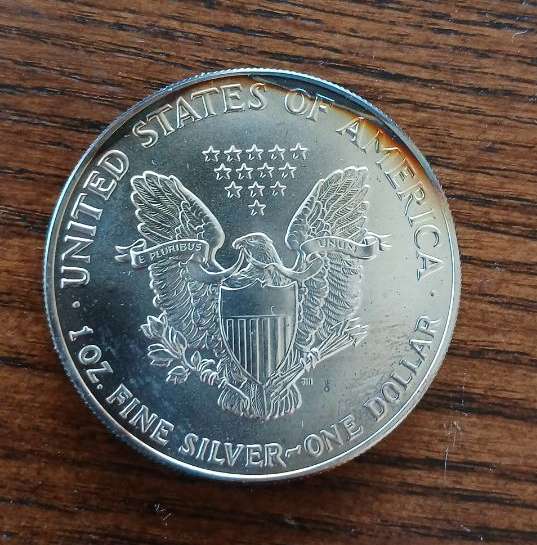 UNITED STATES OF AMERICA
E PLURIBUS
UNUM
· 1 OZ. FINE SILVER~ONE DOLLAR ·